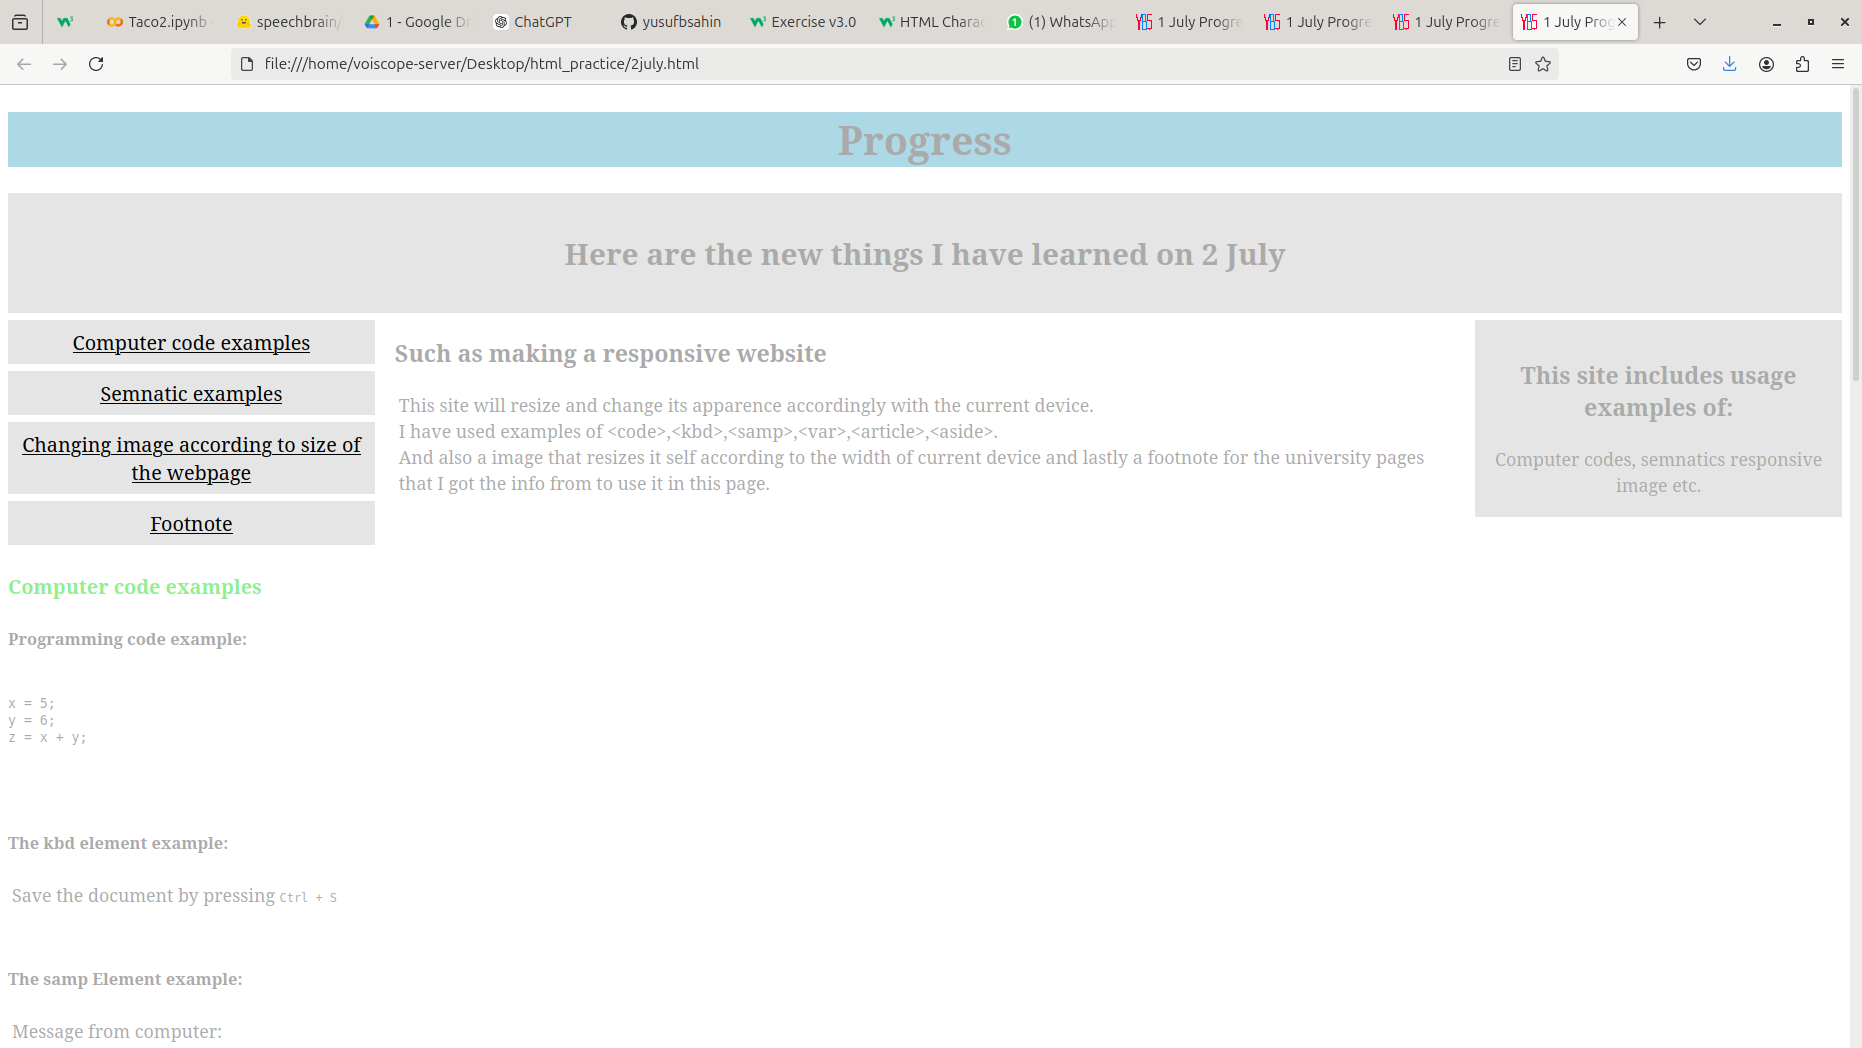 Taco2.ipynb
speechbrain/
1 - Google Dr
ChatGPT
yusufbsahin
Exercise v3.0
HTML Charac
(1) WhatsApp
1 July Progre
1 July Progre
1 July Progre
1 July Prog
file:///home/voiscope-server/Desktop/html_practice/2july.html
Progress
Here are the new things I have learned on 2 July
Computer code examples
Semnatic examples
Changing image according to size of
the webpage
Footnote
Such as making a responsive website
This site will resize and change its apparence accordingly with the current device.
I have used examples of <code>,<kbd>,<samp>,<var>,<article>,<aside>.
And also a image that resizes it self according to the width of current device and lastly a footnote for the university pages
that I got the info from to use it in this page.
This site includes usage
examples of:
Computer codes, semnatics responsive
image etc.
Computer code examples
Programming code example:
x = 5;
y = 6;
z = x + y;
The kbd element example:
Save the document by pressing Ctrl + S
The samp Element example:
Message from computer: